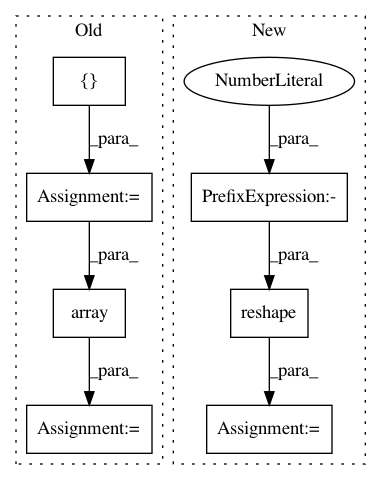 Old
New
{}
NumberLiteral
_para_
_para_
Assignment:=
PrefixExpression:-
_para_
_para_
array
reshape
_para_
_para_
Assignment:=
Assignment:=